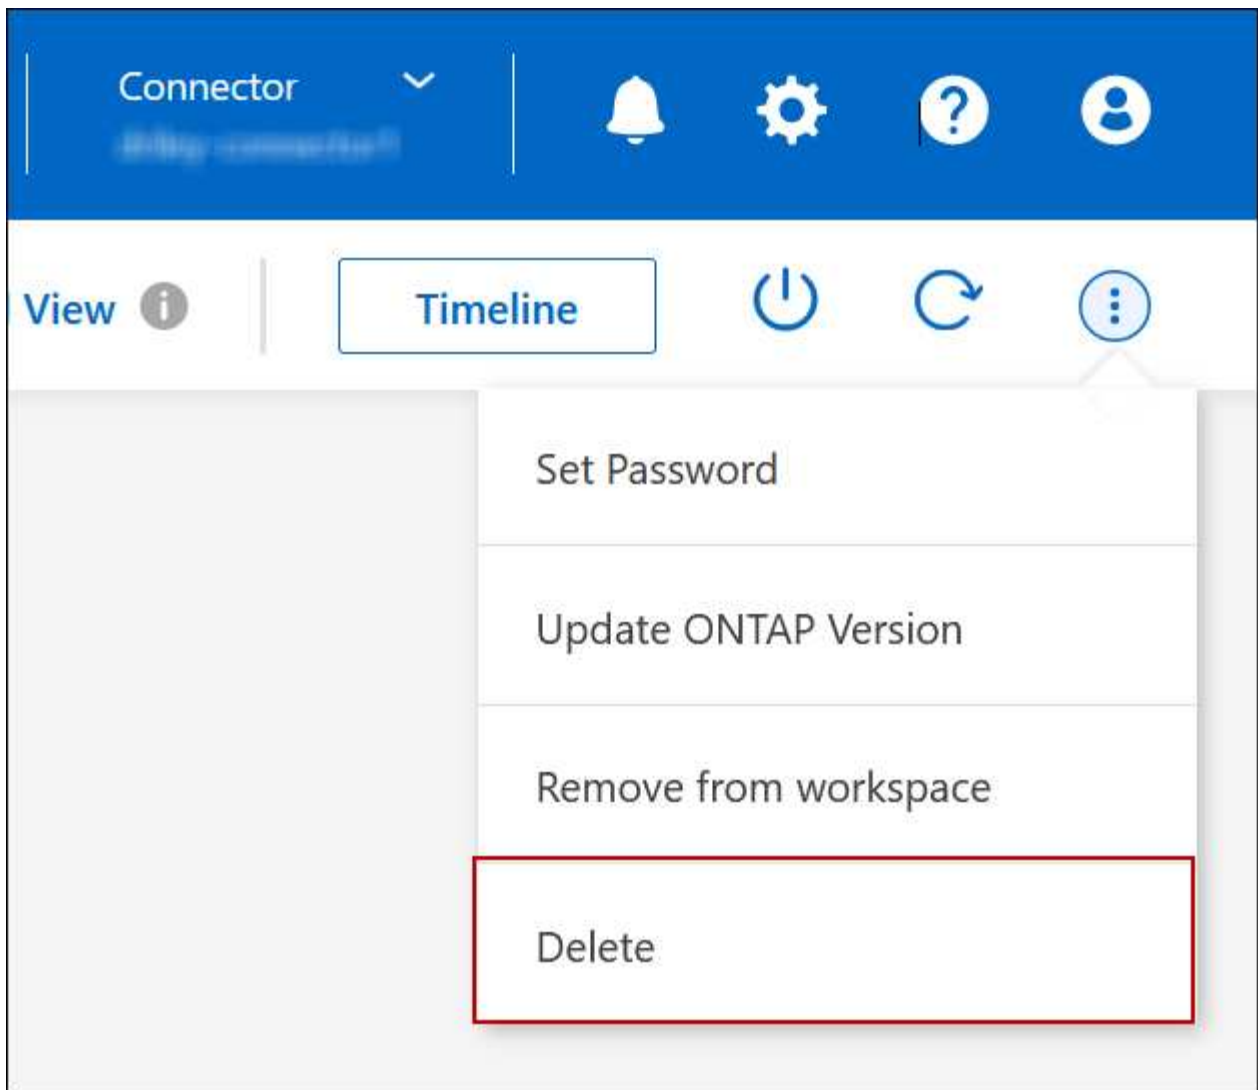 Connector
View
Timeline
Set Password
Update ONTAP Version
Remove from workspace
Delete